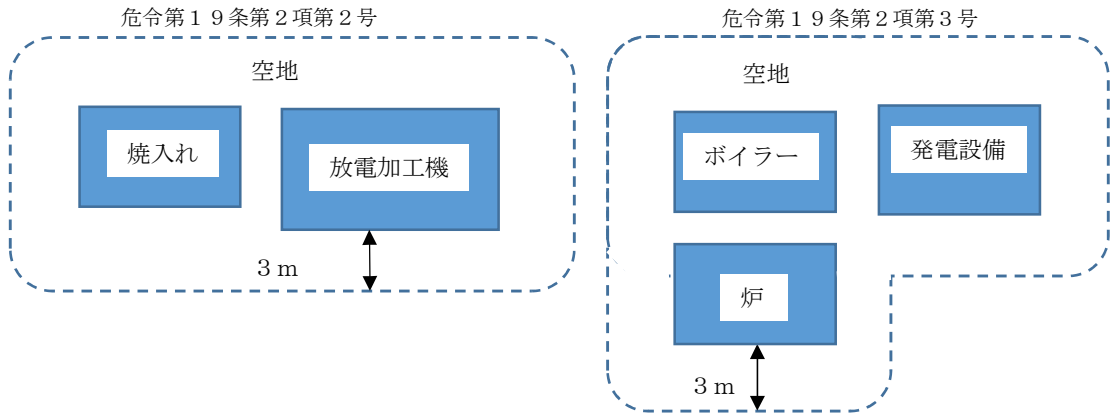 危令第１９条第２項第２号
空地
焼入れ
放電加工機
３ｍ
危令第１９条第２項第３号
空地
ボイラー
発電設備
炉
３ｍ